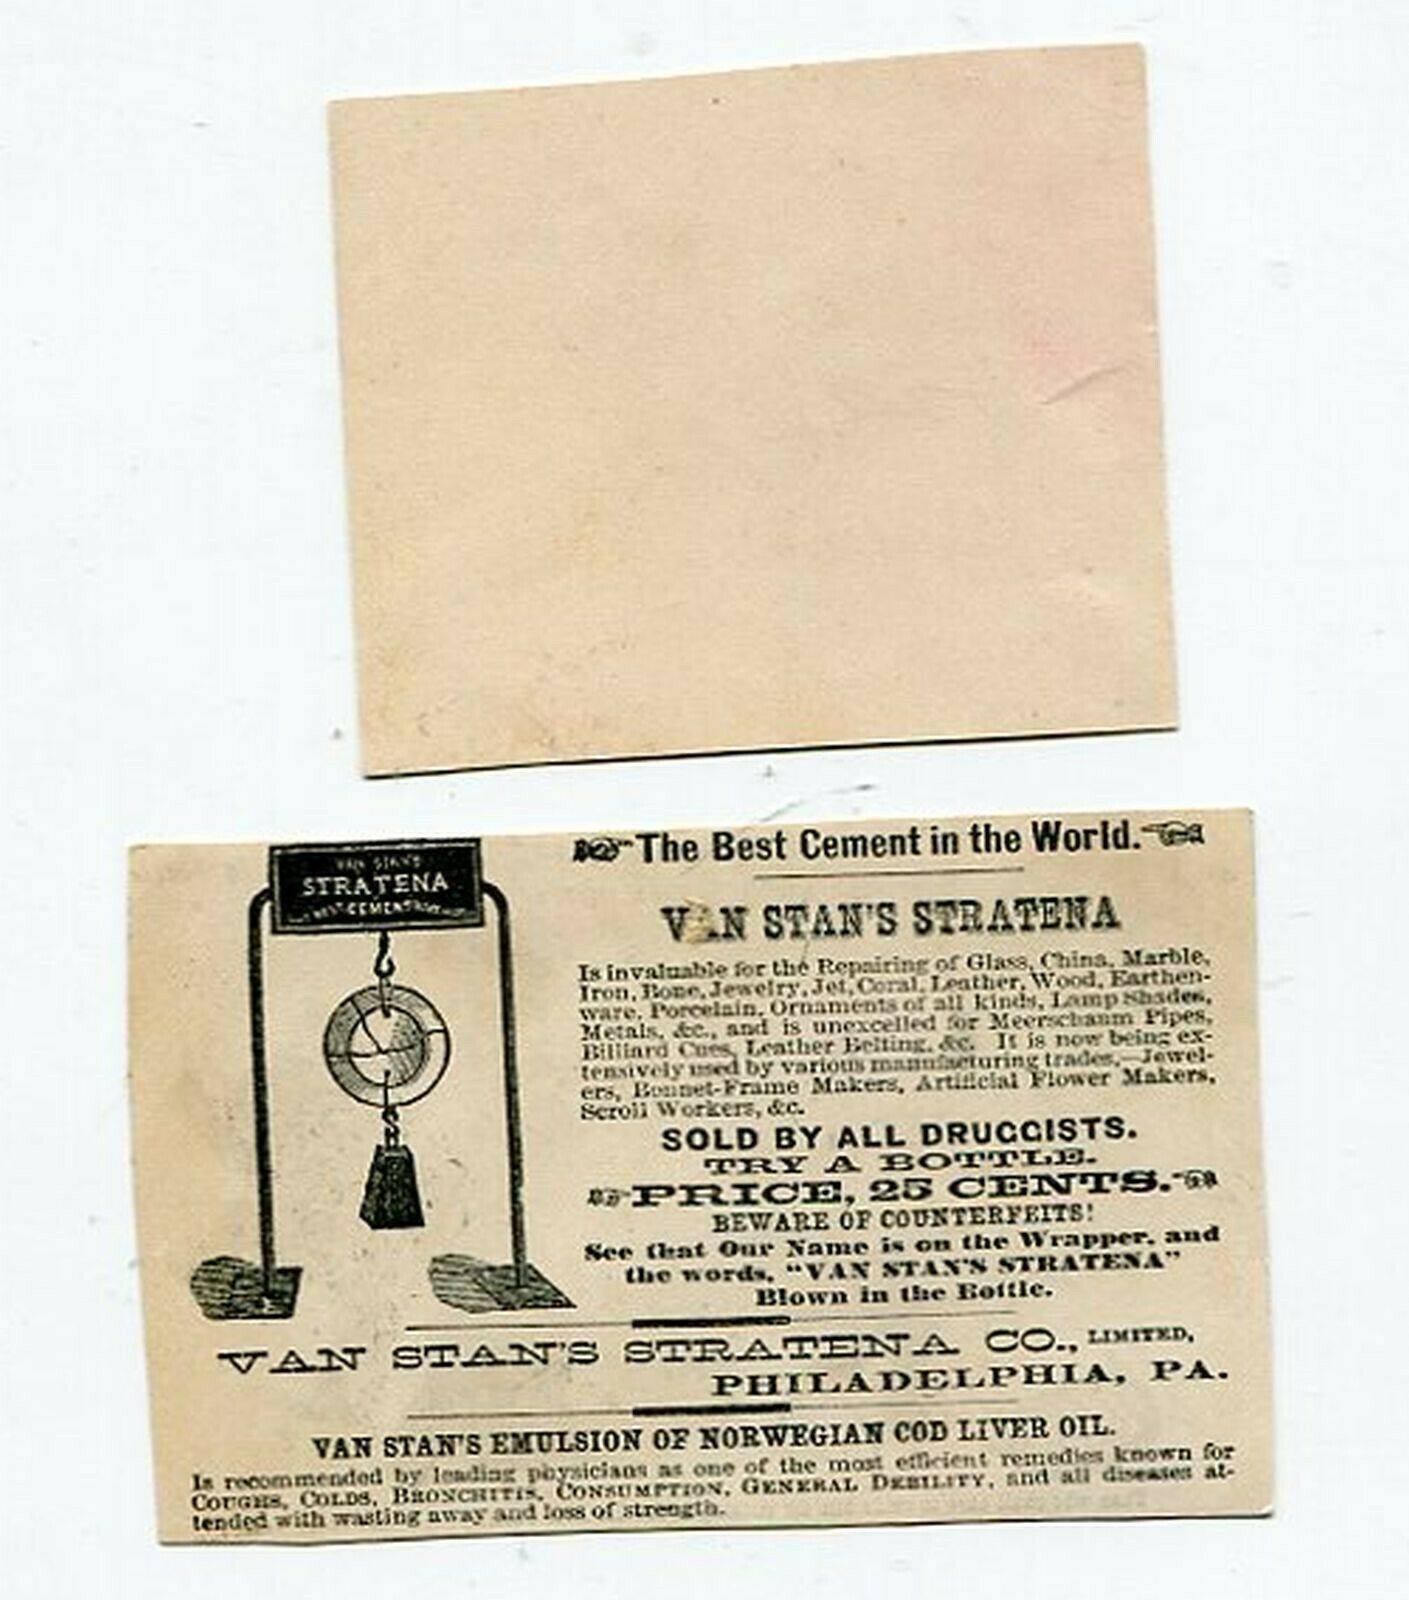 VAN STAN'S
STRATENA
BEST CEMENT
The Best Cement in the World.
VAN STAN'S STRATENA
Is invaluable for the Repairing of Glass, China, Marble,
Iron, Bone, Jewelry, Jet, Coral, Leather, Wood, Earthen-
ware, Porcelain, Ornaments of all kinds, Lamp Shades,
Metals, &c., and is unexcelled for Meerschaum Pipes,
Billiard Cues, Leather Belting, &c. It is now being ex-
tensively used by various manufacturing trades,—Jewel-
ers, Bonnet-Frame Makers, Artificial Flower Makers,
Scroll Workers, &c.
SOLD BY ALL DRUGGISTS.
TRY A BOTTLE.
PRICE, 25 CENTS.
BEWARE OF COUNTERFEITS!
See that Our Name is on the Wrapper, and
the words, "VAN STAN'S STRATENA"
Blown in the Bottle.
VAN STAN'S STRATENA CO., LIMITED,
PHILADELPHIA, PA.
VAN STAN'S EMULSION OF NORWEGIAN COD LIVER OIL.
Is recommended by leading physicians as one of the most efficient remedies known for
COUGHS, COLDS, BRONCHITIS, CONSUMPTION, GENERAL DEBILITY, and all diseases at-
tended with wasting away and loss of strength.